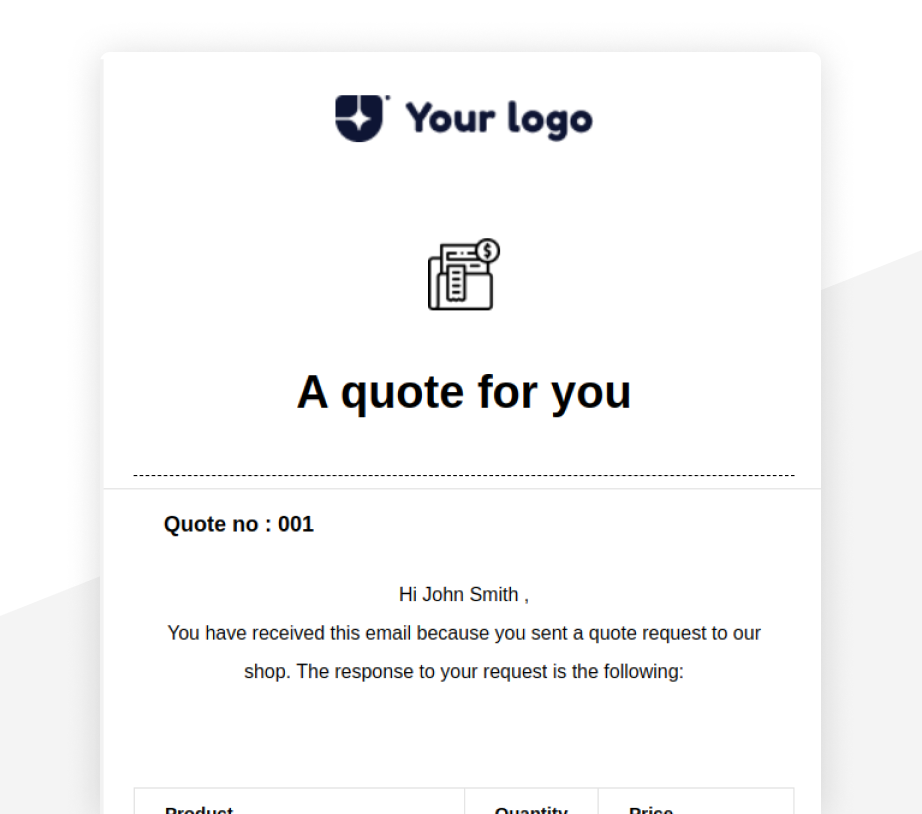 Your logo
$
A quote for you
Quote no : 001
Hi John Smith ,
You have received this email because you sent a quote request to our
shop. The response to your request is the following:
Product Quantity Price